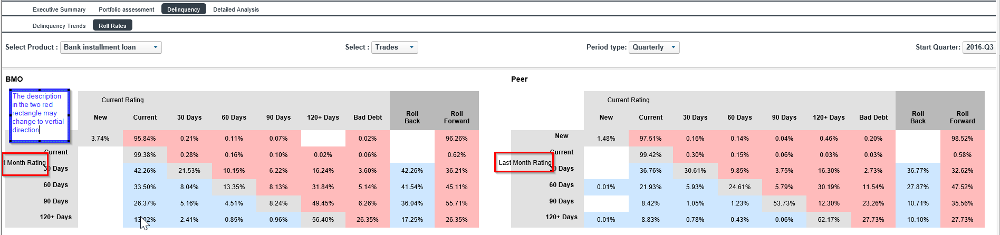 Executive Summary Portfolio assessment Delinquency Detailed Analysis
Delinquency Trends Roll Rates
Select Product : Bank installment loan Select : Trades Period type: Quarterly Start Quarter: 2016-Q3
BMO
The description
in the two red
rectangle may
change to vertial
direction
Current Rating
New Current 30 Days 60 Days 90 Days 120+ Days Bad Debt Roll Back Roll Forward
3.74% 95.84% 0.21% 0.11% 0.07% 0.02% 96.26%
Current 99.38% 0.28% 0.16% 0.10% 0.02% 0.06% 0.62%
t Month Rating
30 Days 42.26% 21.53% 10.15% 6.22% 16.24% 3.60% 42.26% 36.21%
60 Days 33.50% 8.04% 13.35% 8.13% 31.84% 5.14% 41.54% 45.11%
90 Days 26.37% 5.16% 4.51% 8.24% 49.45% 6.26% 36.04% 55.71%
120+ Days 2.41% 0.85% 0.96% 56.40% 26.35% 17.25% 26.35%
Peer
Current Rating
New Current 30 Days 60 Days 90 Days 120+ Days Bad Debt Roll Back Roll Forward
New 1.48% 97.51% 0.16% 0.14% 0.04% 0.46% 0.20% 98.52%
Current 99.42% 0.30% 0.15% 0.06% 0.03% 0.03% 0.58%
Last Month Rating
30 Days 36.76% 30.61% 9.85% 3.75% 16.30% 2.73% 36.77% 32.62%
60 Days 0.01% 21.93% 5.93% 24.61% 5.79% 30.19% 11.54% 27.87% 47.52%
90 Days 8.42% 1.05% 1.23% 53.73% 12.30% 23.26% 10.71% 35.56%
120+ Days 0.01% 8.83% 0.78% 0.43% 0.06% 62.17% 27.73% 10.10% 27.73%